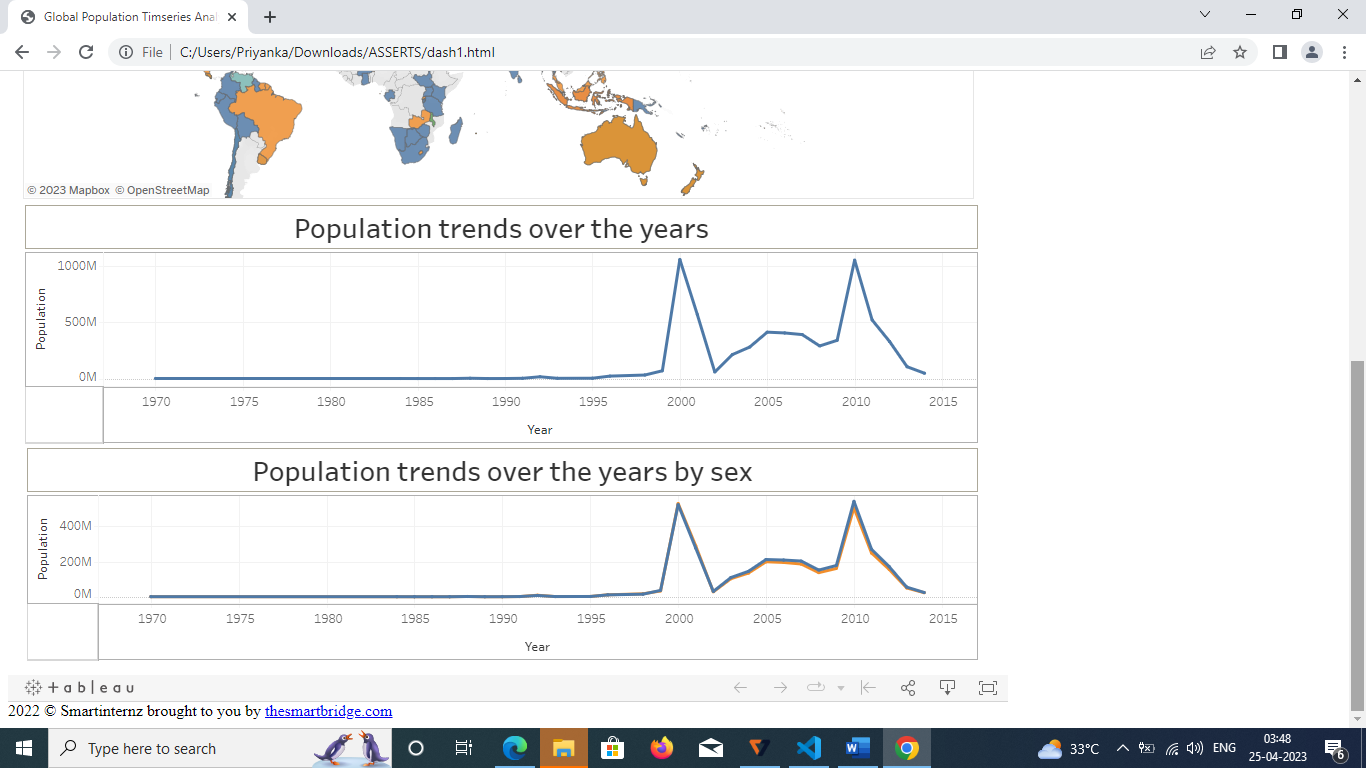 Global Population Timseries Anal
File
C:/Users/Priyanka/Downloads/ASSERTS/dash1.html
© 2023 Mapbox © OpenStreetMap
Population trends over the years
1000M
500M
0M
Population
1970 1975 1980 1985 1990 1995 2000 2005 2010 2015
Year
Population trends over the years by sex
400M
200M
0M
Population
1970 1975 1980 1985 1990 1995 2000 2005 2010 2015
Year
+ableau
2022 © Smartinternz brought to you by thesmartbridge.com
Type here to search
33°C
ENG
03:48
25-04-2023
6